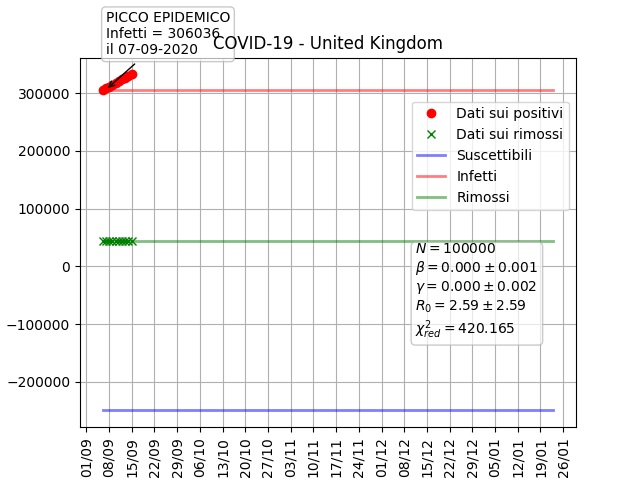 PICCO EPIDEMICO
Infetti = 306036
il 07-09-2020
COVID-19 - United Kingdom
300000
200000
100000
0
−100000
−200000
Dati sui positivi
Dati sui rimossi
Suscettibili
Infetti
Rimossi
N = 100000
β = 0.000 ± 0.001
γ = 0.000 ± 0.002
R₀ = 2.59 ± 2.59
χ²red = 420.165
01/09
08/09
15/09
22/09
29/09
06/10
13/10
20/10
27/10
03/11
10/11
17/11
24/11
01/12
08/12
15/12
22/12
29/12
05/01
12/01
19/01
26/01